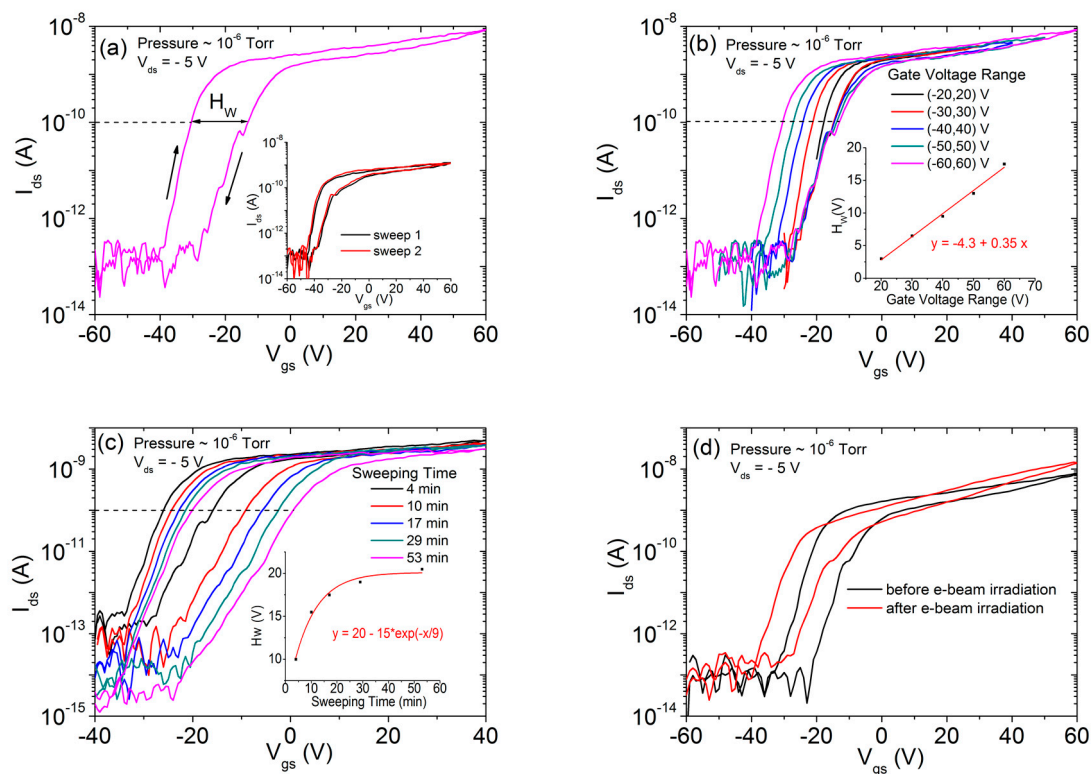 (a) Pressure ~ 10⁻⁶ Torr
V_ds = - 5 V
H_W
I_ds (A)
10⁻⁸
10⁻¹⁰
10⁻¹²
10⁻¹⁴
-60 -40 -20 0 20 40 60
V_gs (V)
I_ds (A)
10⁻⁸
10⁻¹⁰
10⁻¹²
10⁻¹⁴
sweep 1
sweep 2
-60 -40 -20 0 20 40 60
V_gs (V)
(b) Pressure ~ 10⁻⁶ Torr
V_ds = - 5 V
Gate Voltage Range
(-20,20) V
(-30,30) V
(-40,40) V
(-50,50) V
(-60,60) V
I_ds (A)
10⁻⁸
10⁻¹⁰
10⁻¹²
10⁻¹⁴
-60 -40 -20 0 20 40 60
V_gs (V)
H_W(V)
20
15
10
5
0
y = -4.3 + 0.35 x
20 30 40 50 60 70
Gate Voltage Range (V)
(c) Pressure ~ 10⁻⁶ Torr
V_ds = - 5 V
Sweeping Time
4 min
10 min
17 min
29 min
53 min
I_ds (A)
10⁻⁹
10⁻¹¹
10⁻¹³
10⁻¹⁵
-40 -20 0 20 40
V_gs (V)
Hw (V)
20
15
10
y = 20 - 15*exp(-x/9)
0 10 20 30 40 50
Sweeping Time (min)
(d) Pressure ~ 10⁻⁶ Torr
V_ds = - 5 V
before e-beam irradiation
after e-beam irradiation
I_ds (A)
10⁻⁸
10⁻¹⁰
10⁻¹²
10⁻¹⁴
-60 -40 -20 0 20 40 60
V_gs (V)